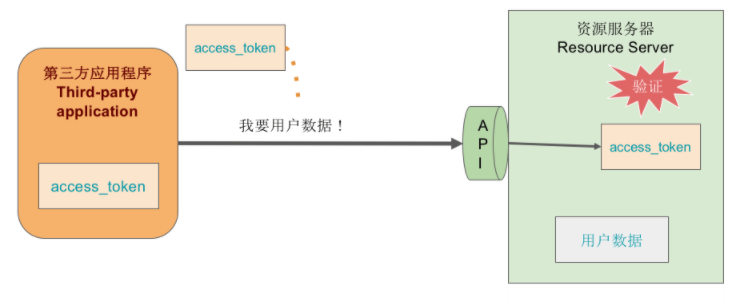 第三方应用程序
Third-party
application
access_token
access_token
我要用户数据！
A
P
I
资源服务器
Resource Server
验证
access_token
用户数据